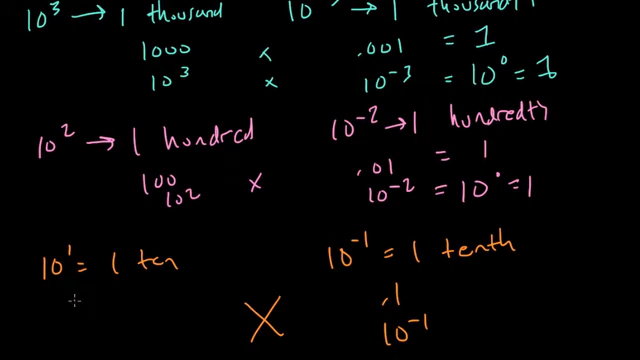 10³ → 1 thousand
→ 1
1000 x .001 = 1
10³ x 10⁻³ = 10⁰ = 1
10² → 1 hundred 10⁻² → 1 hundredth
100 x .01 = 1
10² 10⁻² = 10⁰ = 1
10¹ = 1 ten 10⁻¹ = 1 tenth
x .1
10⁻¹